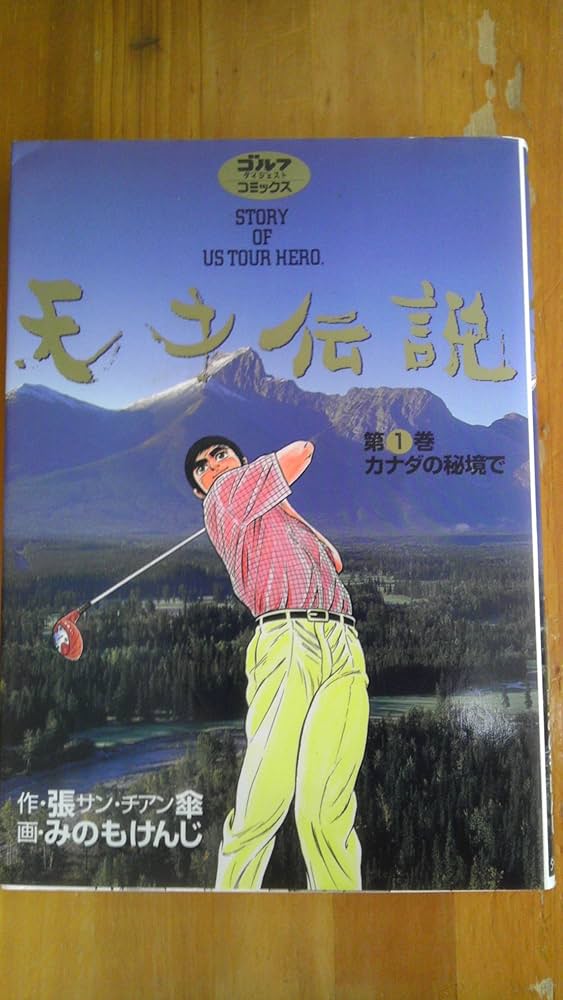 ゴルフ
ダイジェスト
コミックス
STORY
OF
US TOUR HERO.
天才伝説
第1巻
カナダの秘境で
作・張サン・チアン傘
画・みのもけんじ